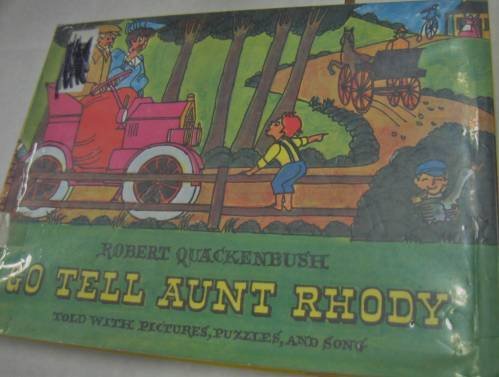 ROBERT QUACKENBUSH
GO TELL AUNT RHODY
TOLD WITH PICTURES, PUZZLES, AND SONG